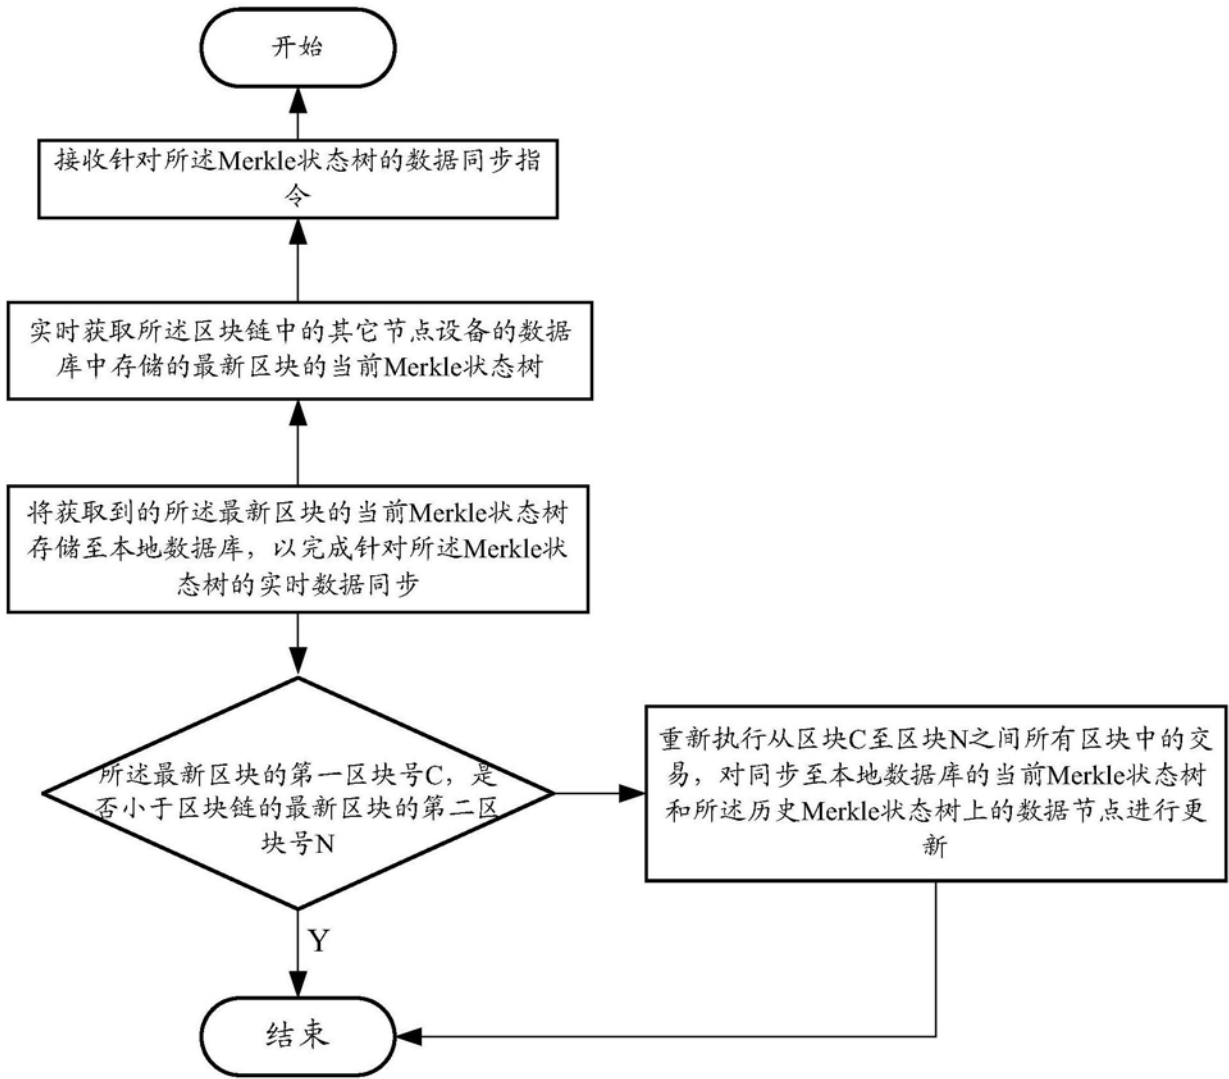 开始
接收针对所述Merkle状态树的数据同步指
令
实时获取所述区块链中的其它节点设备的数据
库中存储的最新区块的当前Merkle状态树
将获取到的所述最新区块的当前Merkle状态树
存储至本地数据库，以完成针对所述Merkle状
态树的实时数据同步
所述最新区块的第一区块号C，是
否小于区块链的最新区块的第二区
块号N
重新执行从区块C至区块N之间所有区块中的交
易，对同步至本地数据库的当前Merkle状态树
和所述历史Merkle状态树上的数据节点进行更
新
Y
结束